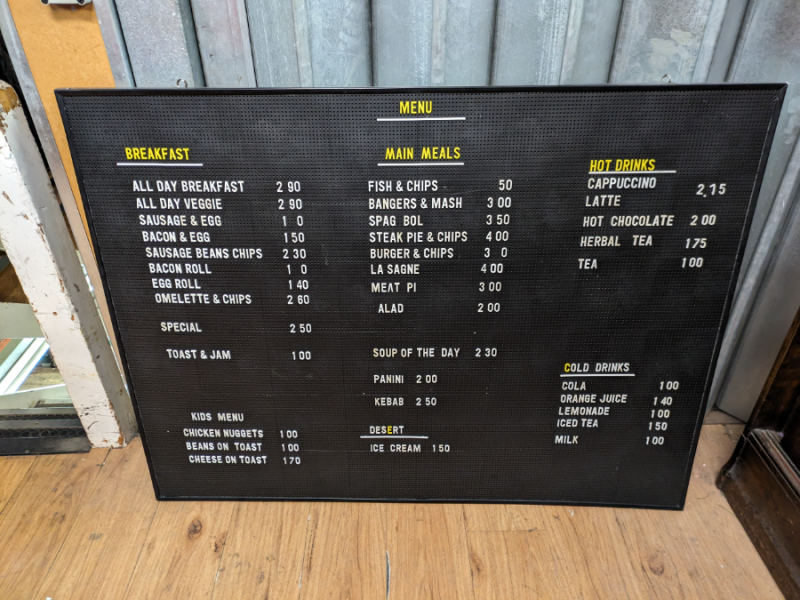 MENU
BREAKFAST
ALL DAY BREAKFAST 2 90
ALL DAY VEGGIE 2 90
SAUSAGE & EGG 1 0
BACON & EGG 1 50
SAUSAGE BEANS CHIPS 2 30
BACON ROLL 1 0
EGG ROLL 1 40
OMELETTE & CHIPS 2 60
SPECIAL 2 50
TOAST & JAM 1 00
KIDS MENU
CHICKEN NUGGETS 1 00
BEANS ON TOAST 1 00
CHEESE ON TOAST 1 70
MAIN MEALS
FISH & CHIPS 50
BANGERS & MASH 3 00
SPAG BOL 3 50
STEAK PIE & CHIPS 4 00
BURGER & CHIPS 3 0
LA SAGNE 4 00
MEAT PI 3 00
ALAD 2 00
SOUP OF THE DAY 2 30
PANINI 2 00
KEBAB 2 50
DESERT
ICE CREAM 1 50
HOT DRINKS
CAPPUCCINO
LATTE 2,15
HOT CHOCOLATE 2 00
HERBAL TEA 1 75
TEA 1 00
COLD DRINKS
COLA 1 00
ORANGE JUICE 1 40
LEMONADE 1 00
ICED TEA 1 50
MILK 1 00